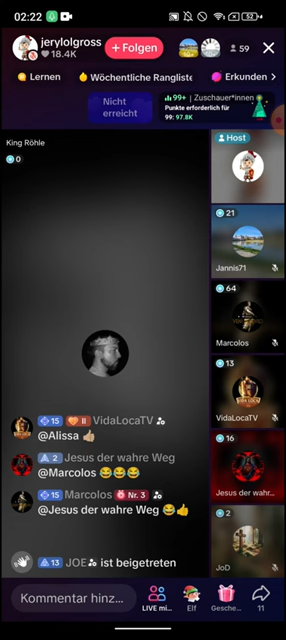 02:22
52
jerylolgross
18.4K
+ Folgen
59
Lernen
Wöchentliche Rangliste
Erkunden
Nicht
erreicht
99+ | Zuschauer*innen
Punkte erforderlich für
99: 97.8K
King Röhle
0
Host
21
Jannis71
64
Marcolos
13
VidaLocaTV
16
Jesus der wahr...
2
JoD
15 II VidaLocaTV
@Alissa 👍🏼
2 Jesus der wahre Weg
@Marcolos 😂😂😂
15 Marcolos Nr. 3
@Jesus der wahre Weg 😂👍
13 JOE ist beigetreten
Kommentar hinz...
LIVE mi...
Elf
Gesche...
11